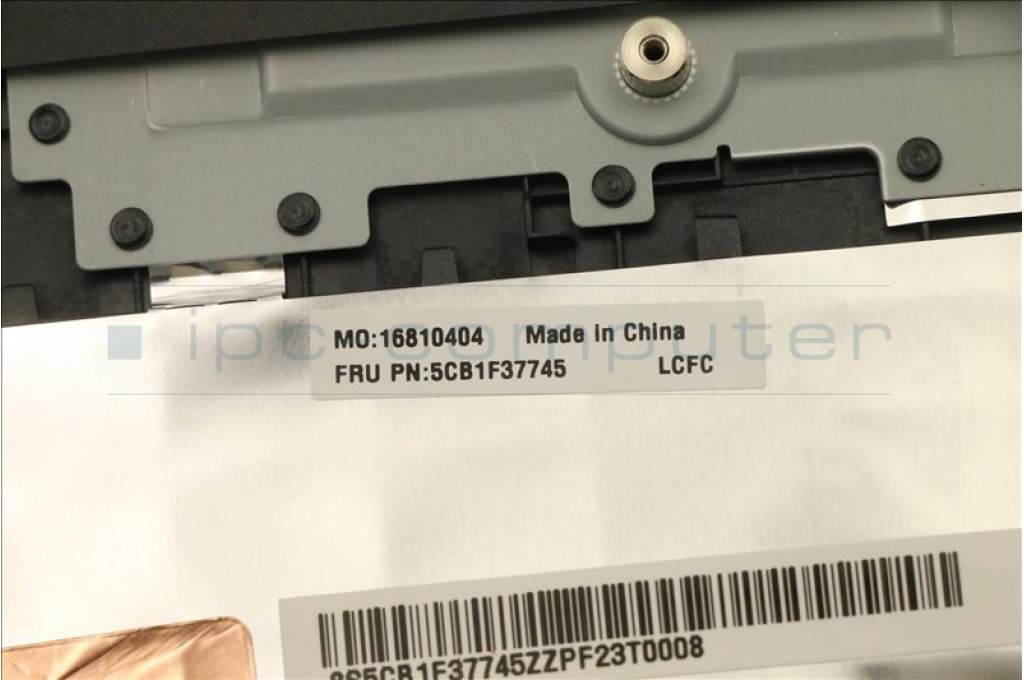 ipc computer
MO:16810404 Made in China
FRU PN:5CB1F37745 LCFC
8S5CB1F37745ZZPF23T0008